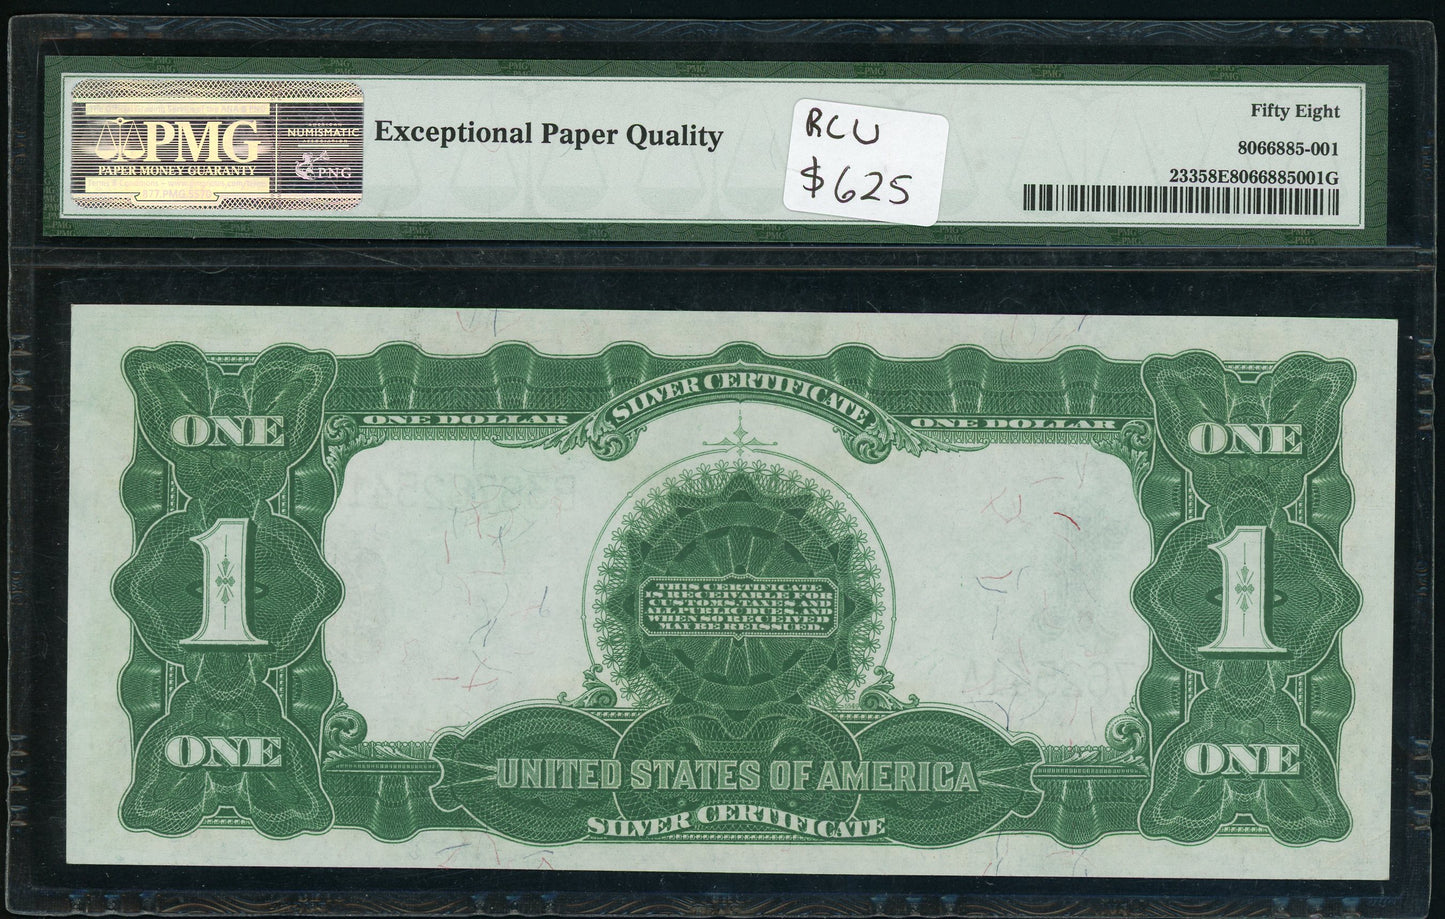 PMG
PAPER MONEY GUARANTY
NUMISMATIC
ASSOCIATION
PNG
Exceptional Paper Quality
RCU
$625
Fifty Eight
8066885-001
23358E8066885001G
SILVER CERTIFICATE
ONE DOLLAR
ONE DOLLAR
ONE
ONE
1
1
THIS CERTIFICATE
IS RECEIVABLE FOR
CUSTOMS, TAXES AND
ALL PUBLIC DUES, AND
WHEN SO RECEIVED
MAY BE REISSUED.
ONE
ONE
UNITED STATES OF AMERICA
SILVER CERTIFICATE